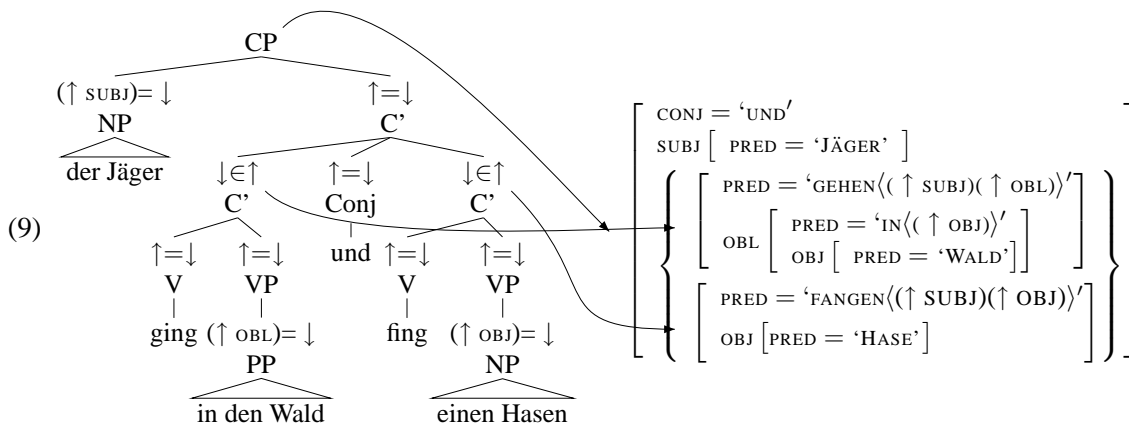 CP
(↑ SUBJ)= ↓ ↑=↓
NP C’
der Jäger
↓∈↑ ↑=↓ ↓∈↑
C’ Conj C’
(9)
und
↑=↓ ↑=↓ ↑=↓ ↑=↓
V VP V VP
ging (↑ OBL)= ↓ fing (↑ OBJ)= ↓
PP NP
in den Wald einen Hasen
CONJ = ‘UND′
SUBJ [ PRED = ‘JÄGER’ ]
PRED = ‘GEHEN⟨(↑ SUBJ)(↑ OBL)⟩′
OBL [ PRED = ‘IN⟨(↑ OBJ)⟩′
OBJ [ PRED = ‘WALD’] ]
PRED = ‘FANGEN⟨(↑ SUBJ)(↑ OBJ)⟩′
OBJ [PRED = ‘HASE’]